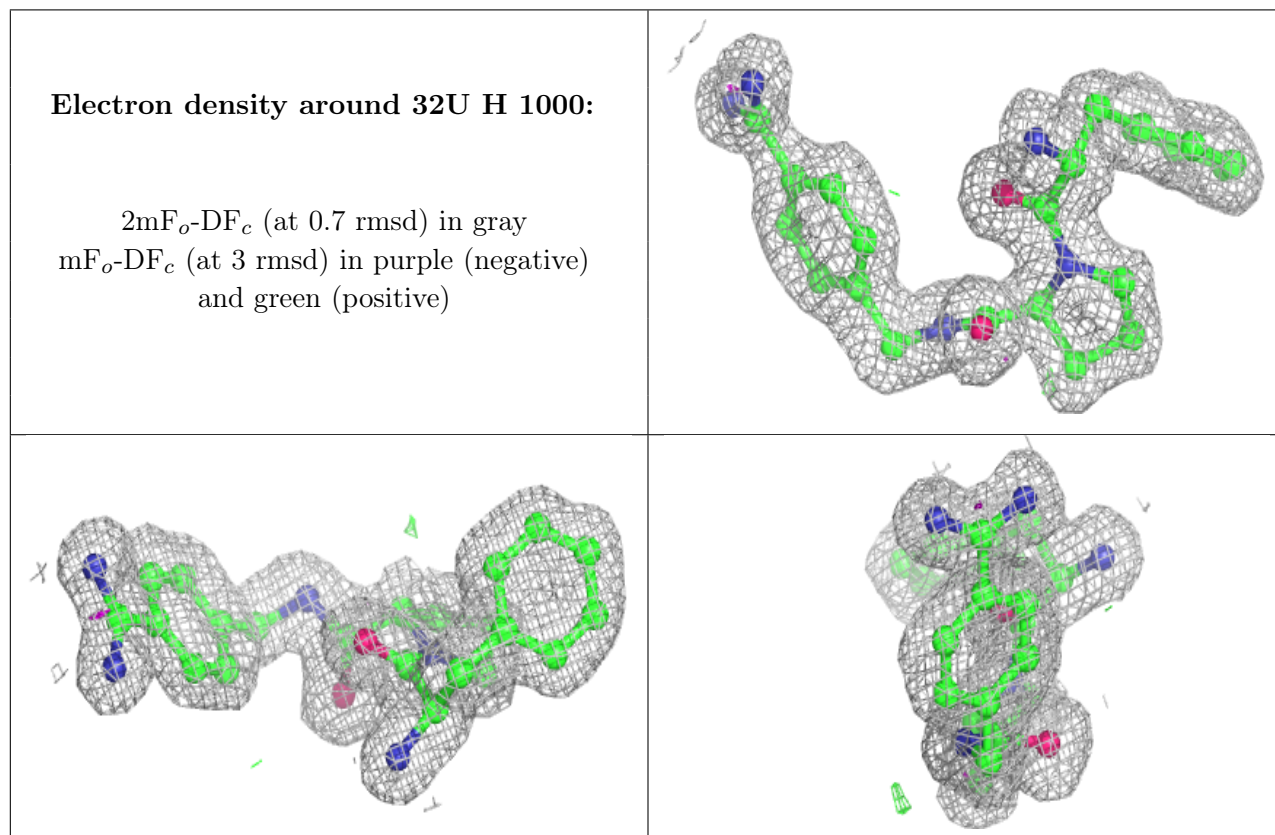 Electron density around 32U H 1000:
2mFₒ-DF𝑐 (at 0.7 rmsd) in gray
mFₒ-DF𝑐 (at 3 rmsd) in purple (negative)
and green (positive)